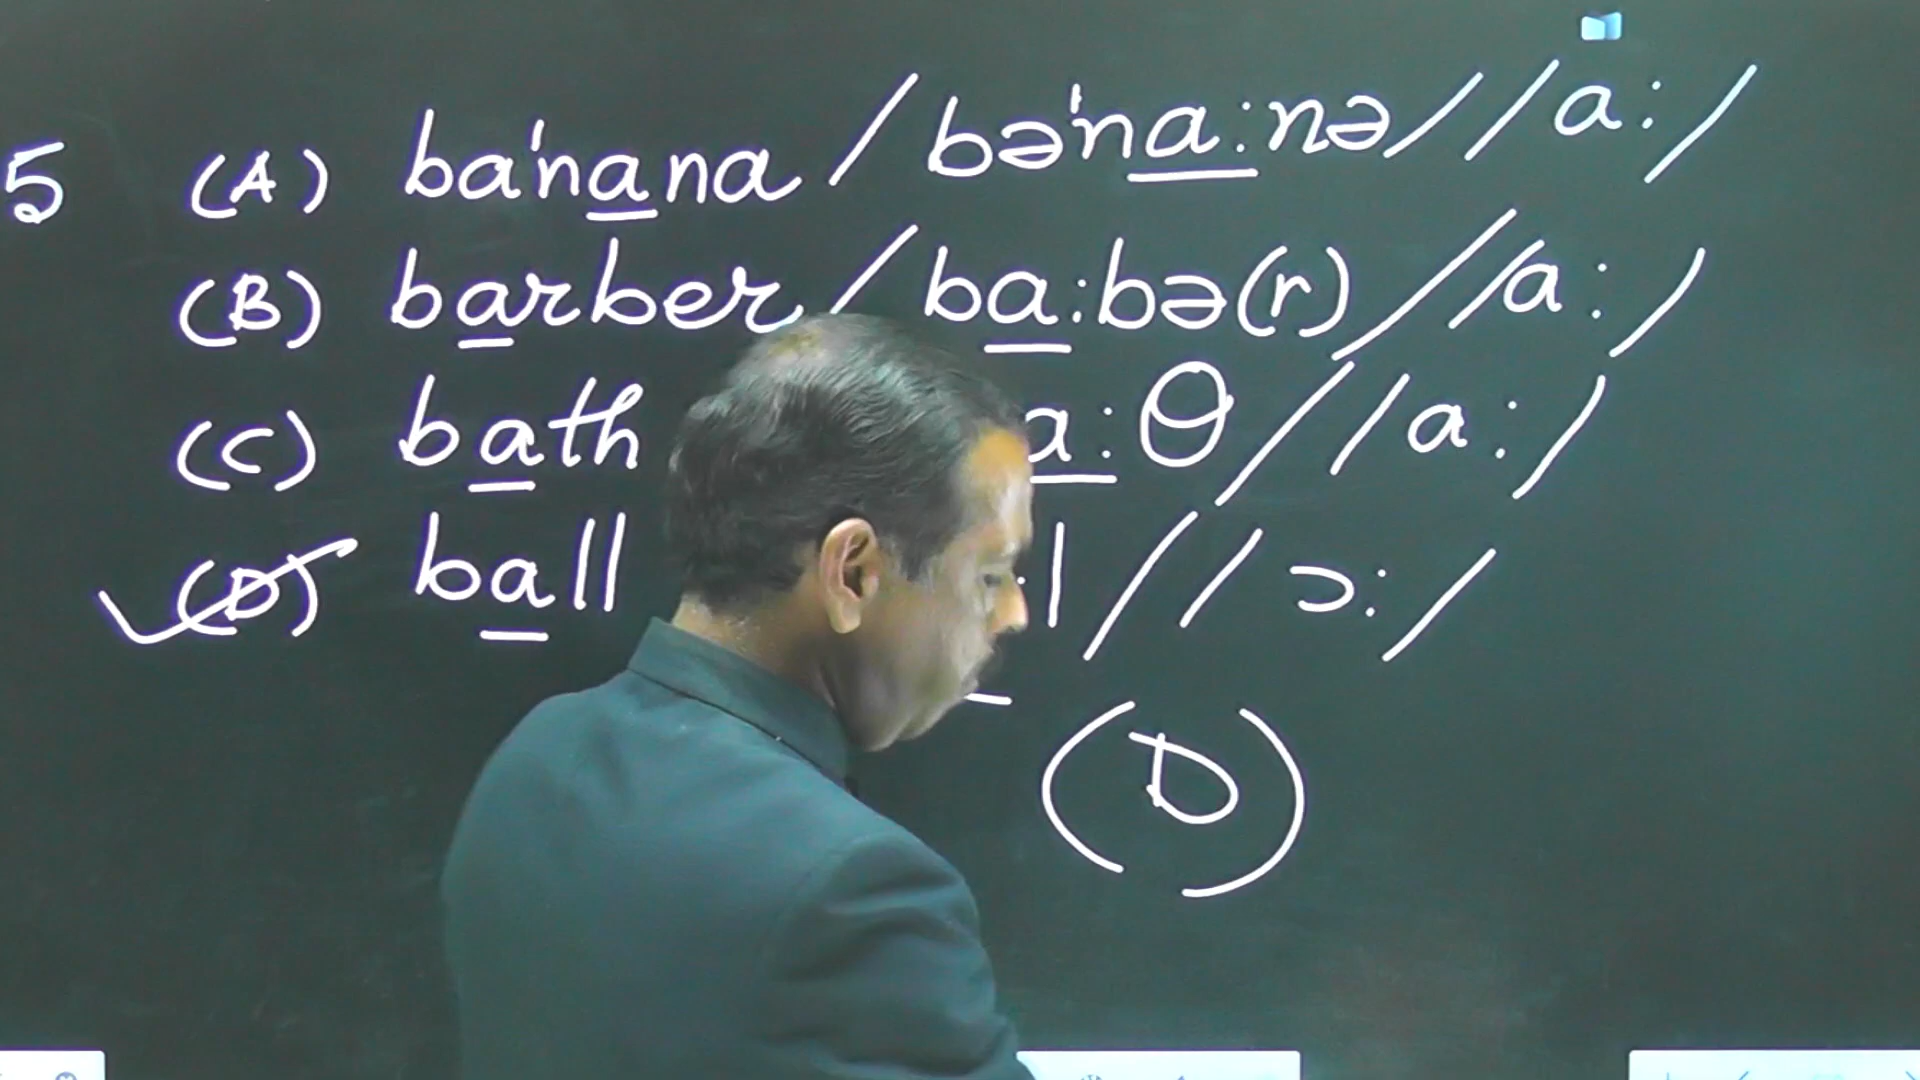 5 (A) ba'nana /bə'na:nə/ /a:/
(B) barber /ba:bə(r)/ /a:/
(C) bath a:θ/ /a:/
(D) ball l/ /ɔ:/
(D)